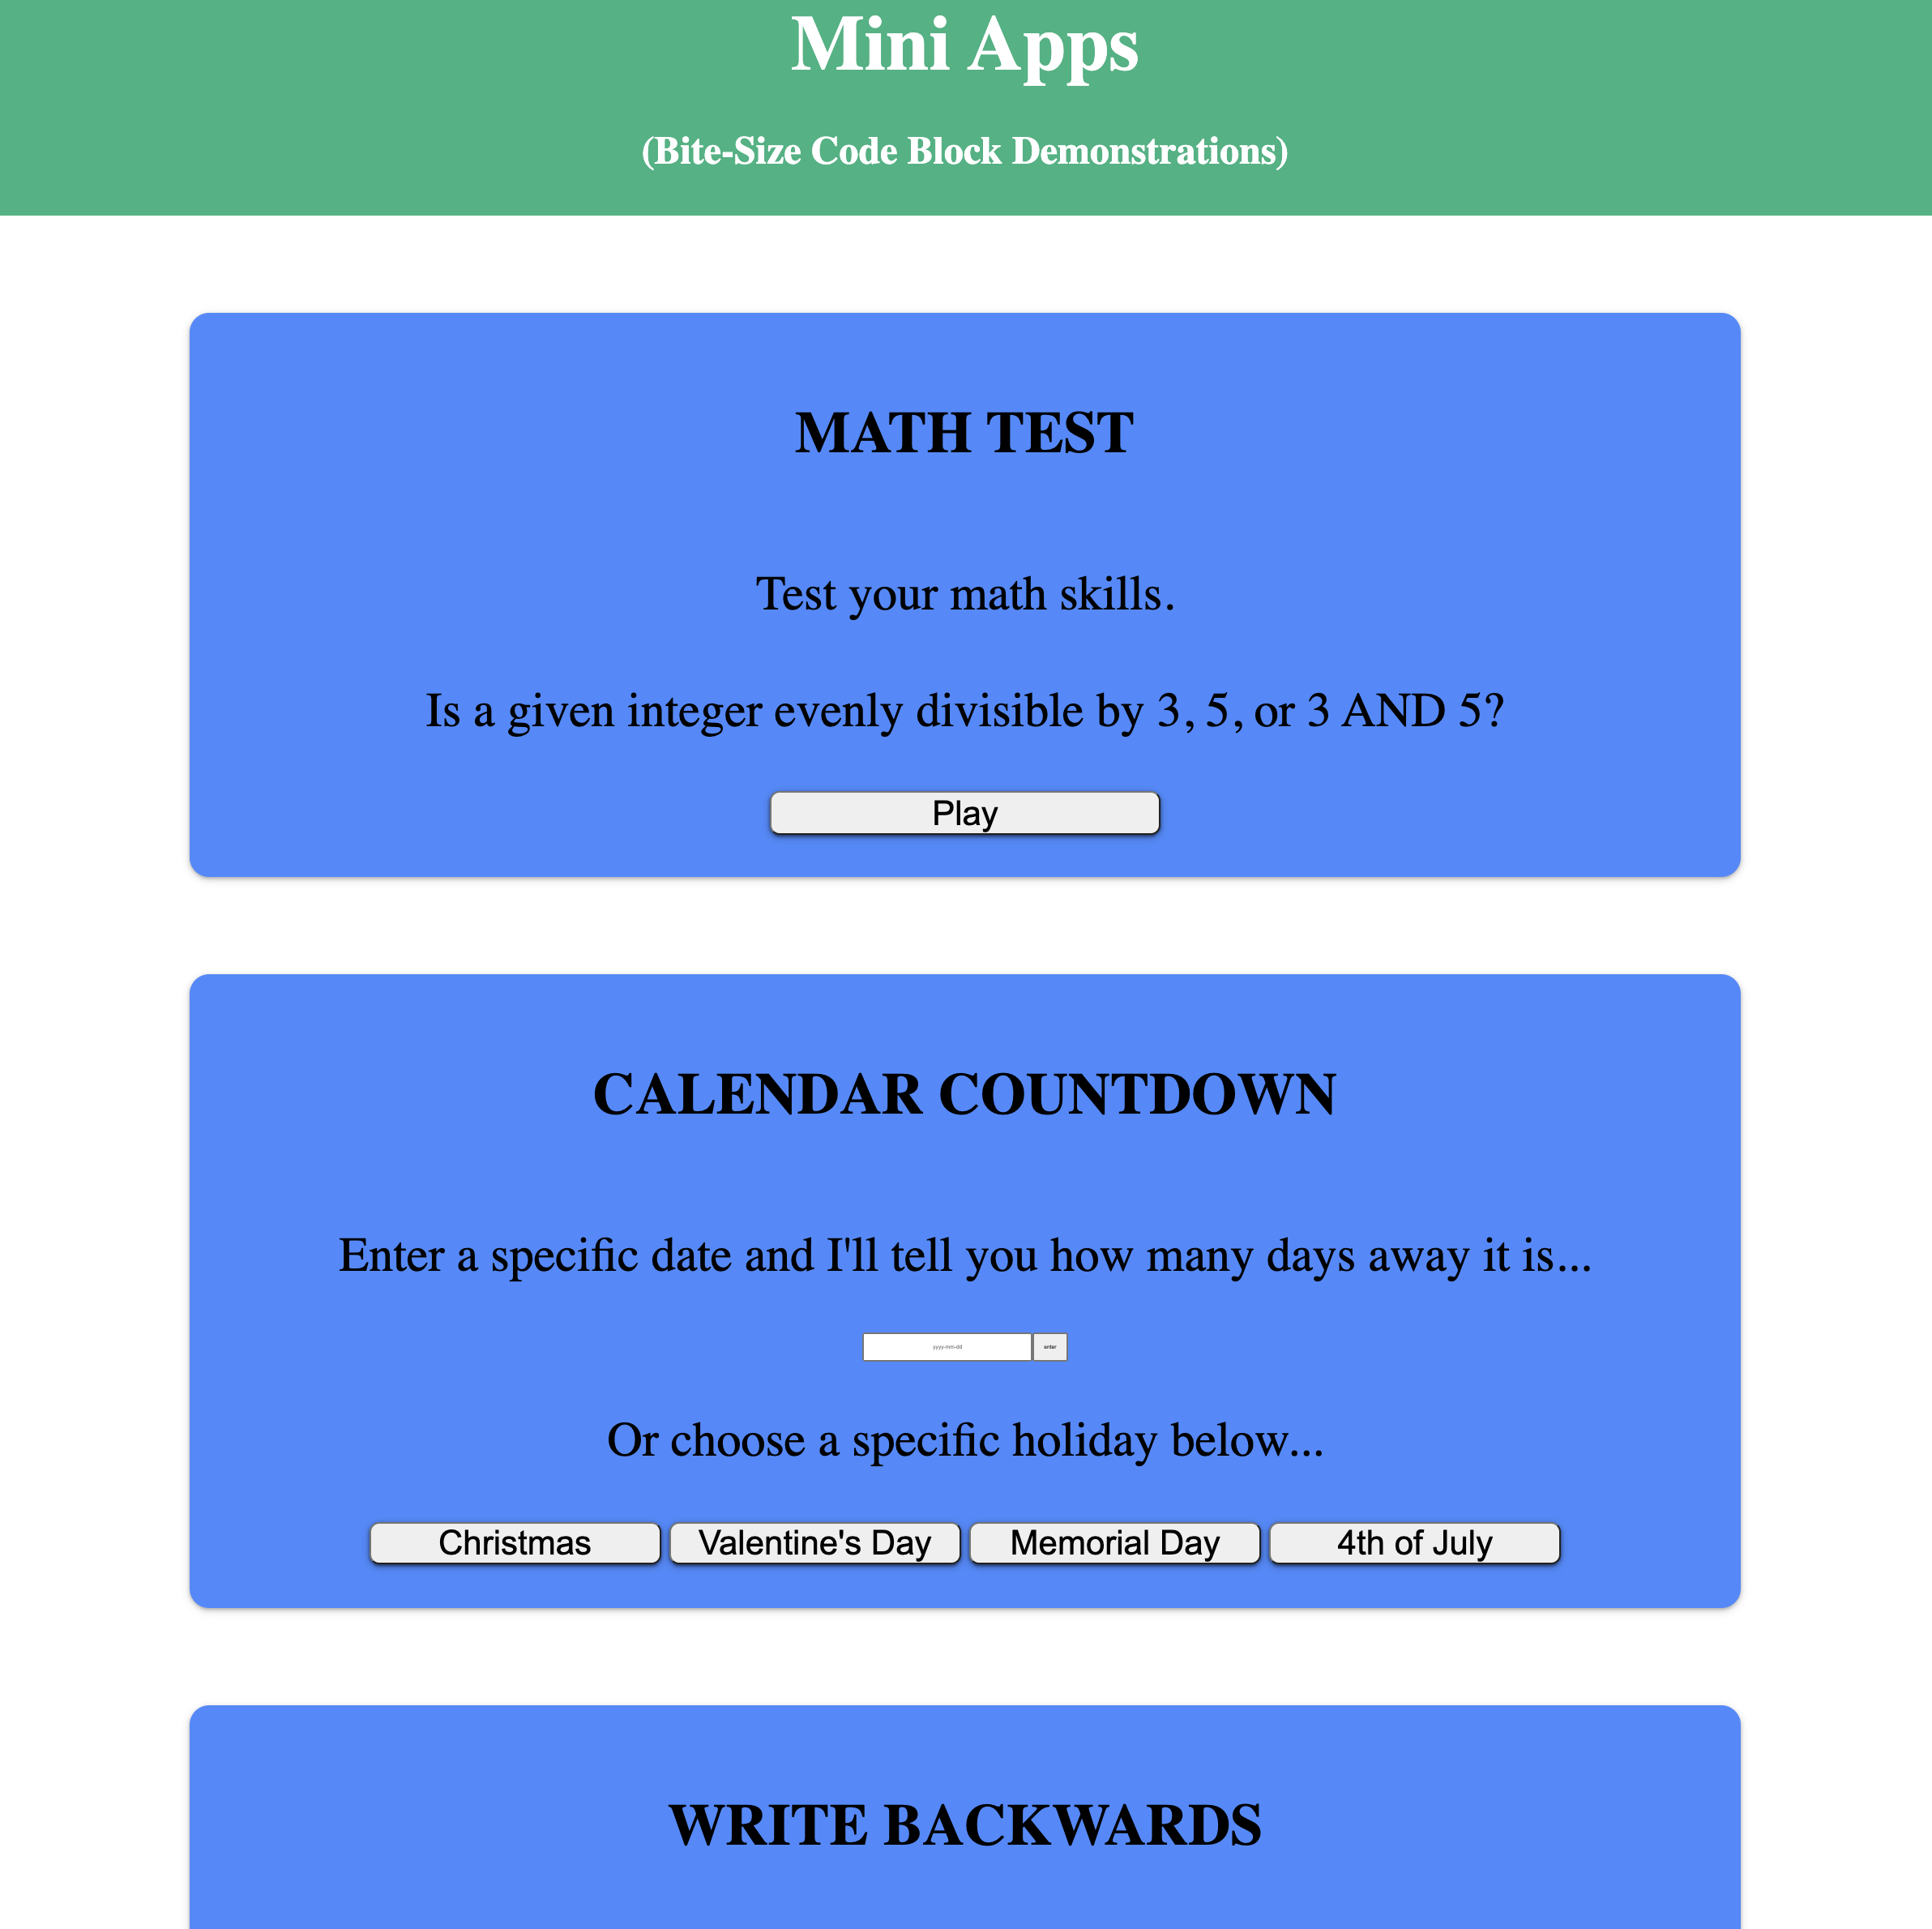 Mini Apps
(Bite-Size Code Block Demonstrations)
MATH TEST
Test your math skills.
Is a given integer evenly divisible by 3, 5, or 3 AND 5?
Play
CALENDAR COUNTDOWN
Enter a specific date and I'll tell you how many days away it is...
yyyy-mm-dd enter
Or choose a specific holiday below...
Christmas Valentine's Day Memorial Day 4th of July
WRITE BACKWARDS